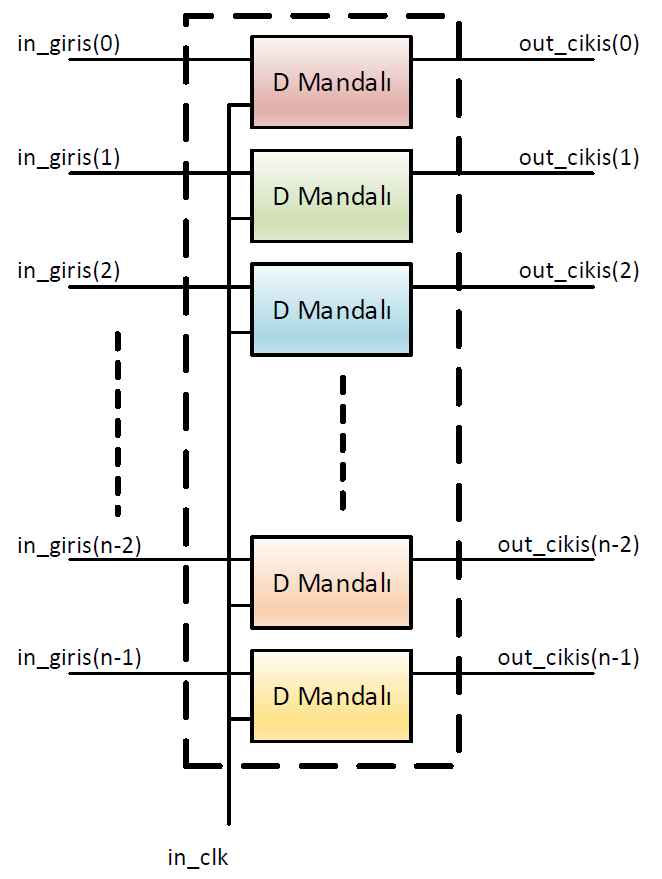 in_giris(0)
out_cikis(0)
D Mandalı
in_giris(1)
out_cikis(1)
D Mandalı
in_giris(2)
out_cikis(2)
D Mandalı
in_giris(n-2)
out_cikis(n-2)
D Mandalı
in_giris(n-1)
out_cikis(n-1)
D Mandalı
in_clk